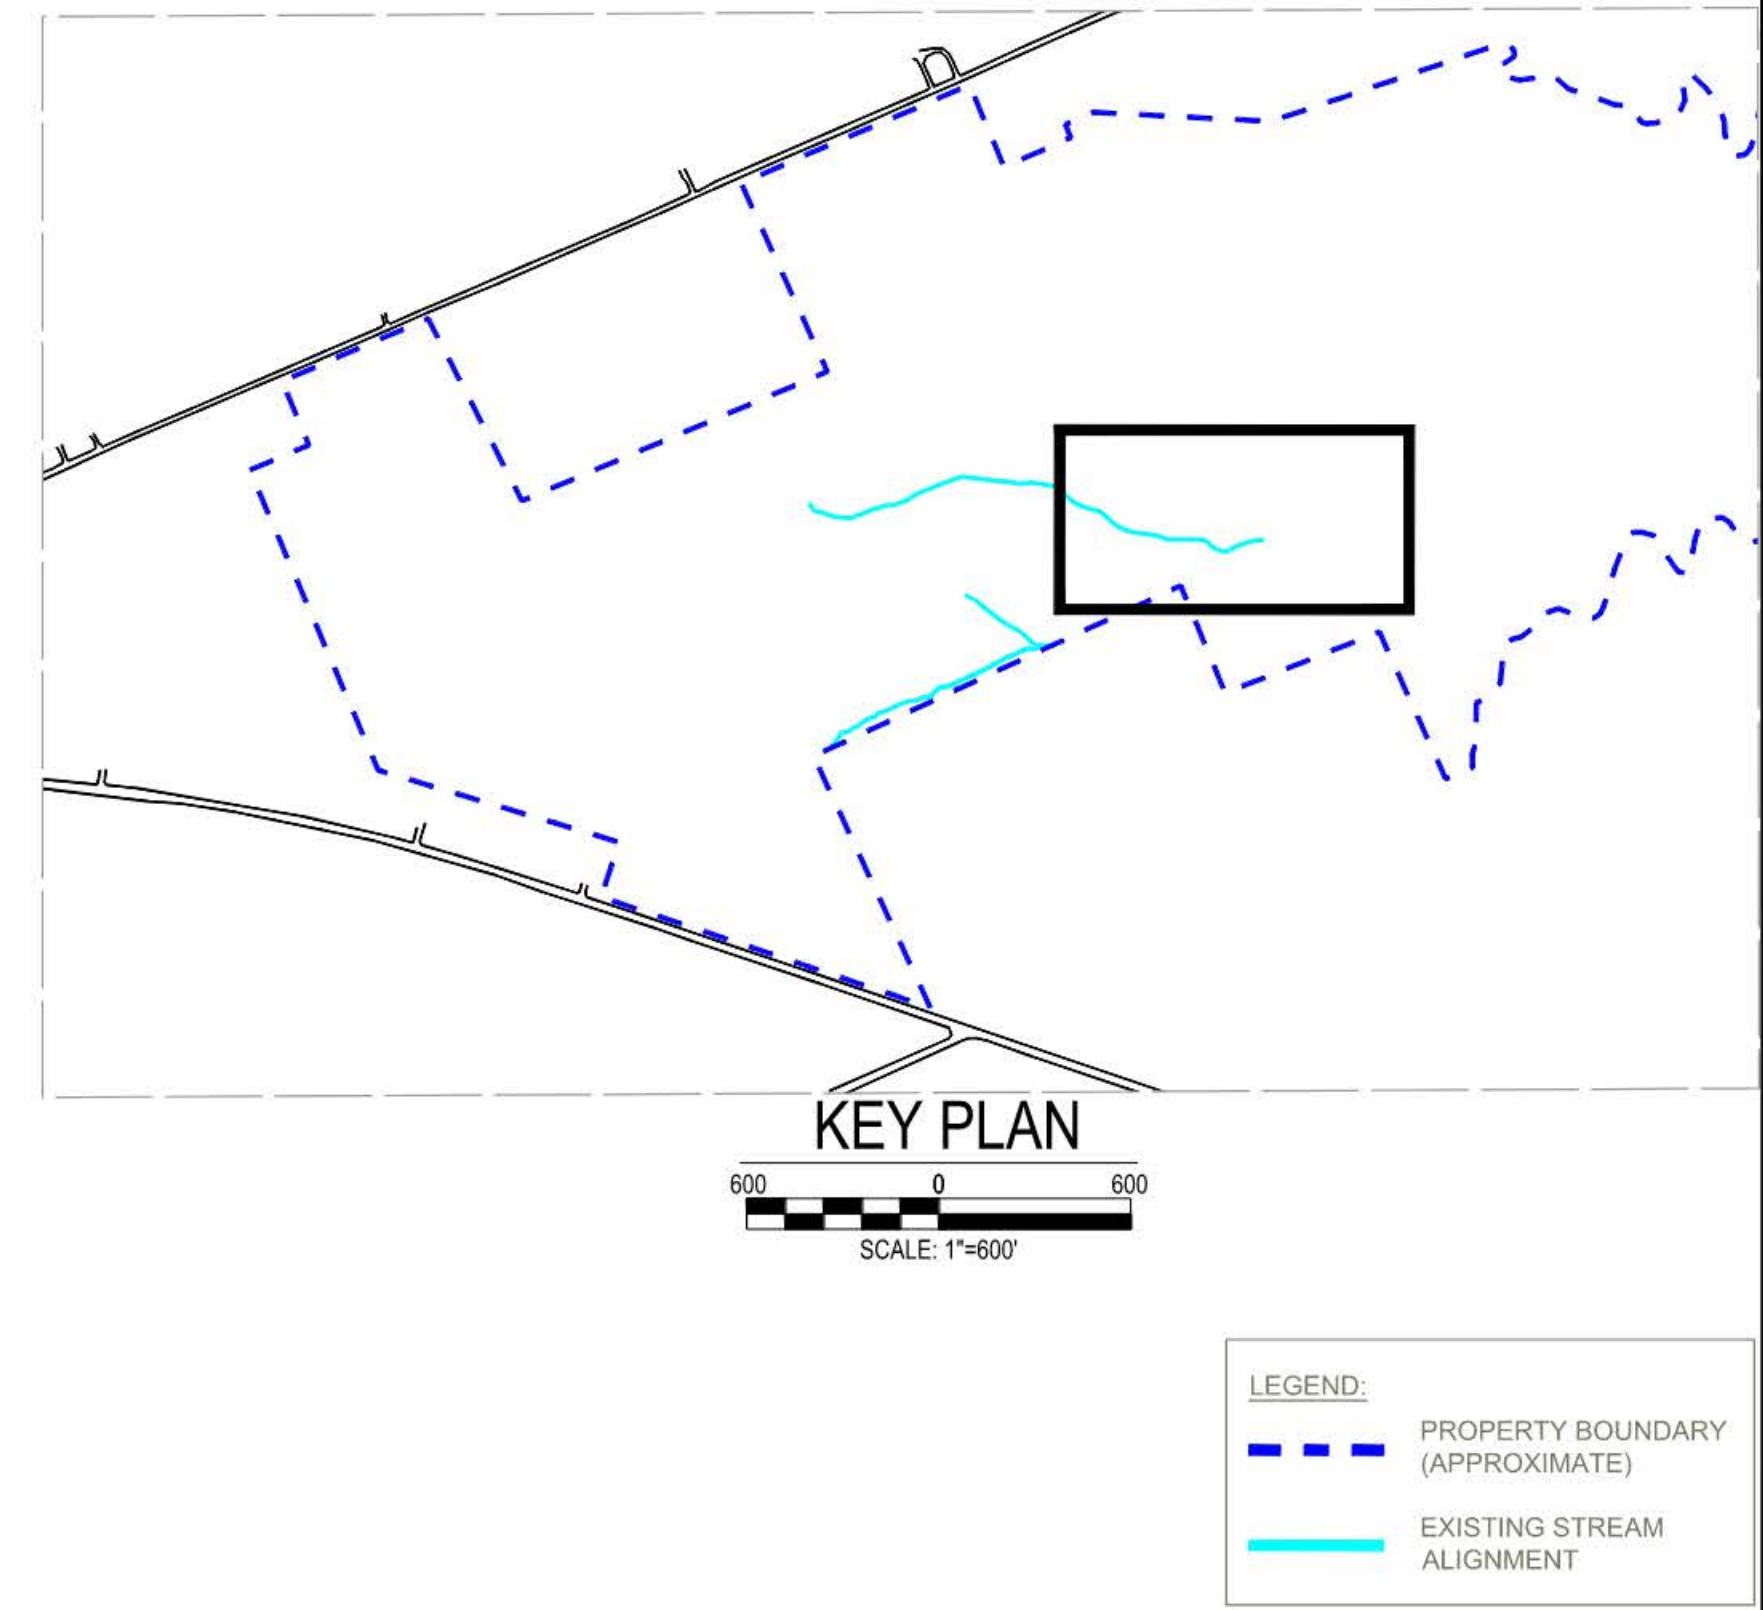 KEY PLAN
600 0 600
SCALE: 1"=600'
LEGEND:
PROPERTY BOUNDARY
(APPROXIMATE)
EXISTING STREAM
ALIGNMENT